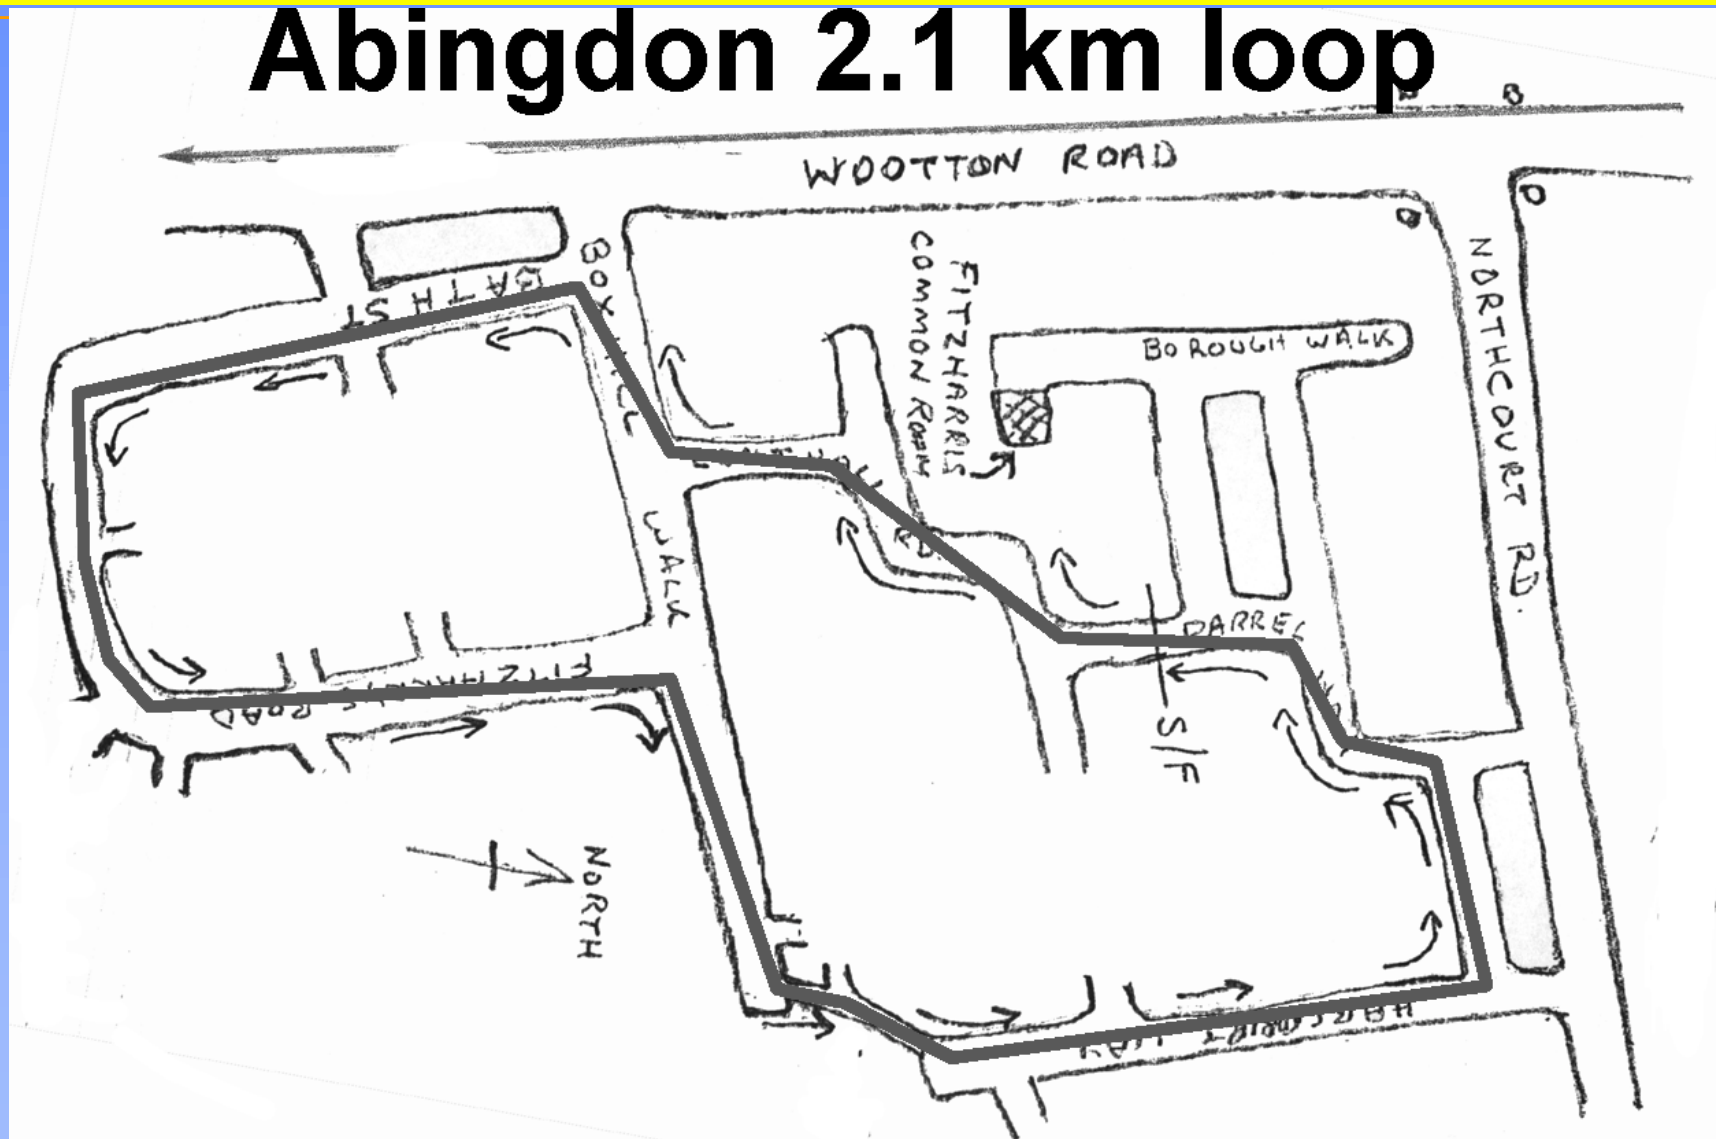 Abingdon 2.1 km loop
B
WOOTTON ROAD
NORTHCOURT RD.
BATH ST
BOX
WALK
FITZHARRIS
COMMON ROOM
BOROUGH WALK
RD
DARREL
S/F
FITZHARRIS ROAD
NORTH
WAY